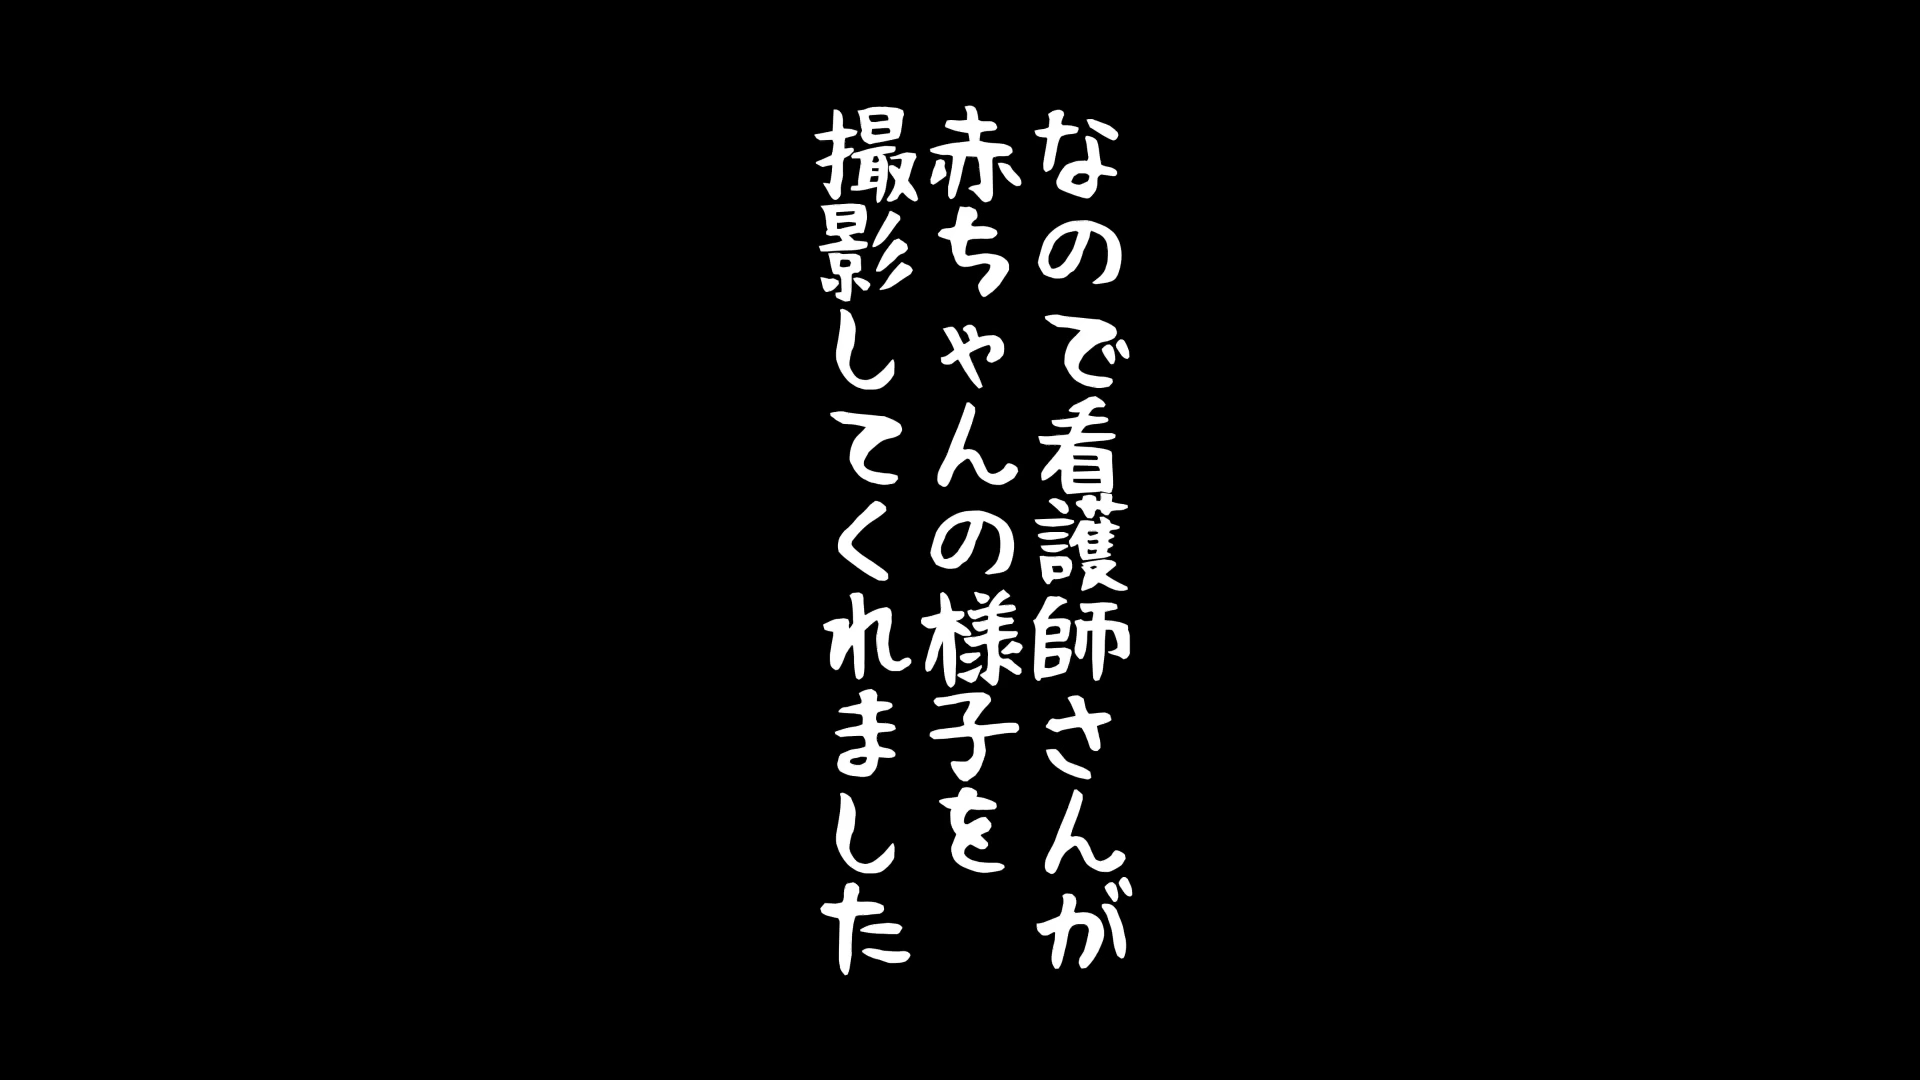 なので看護師さんが
赤ちゃんの様子を
撮影してくれました